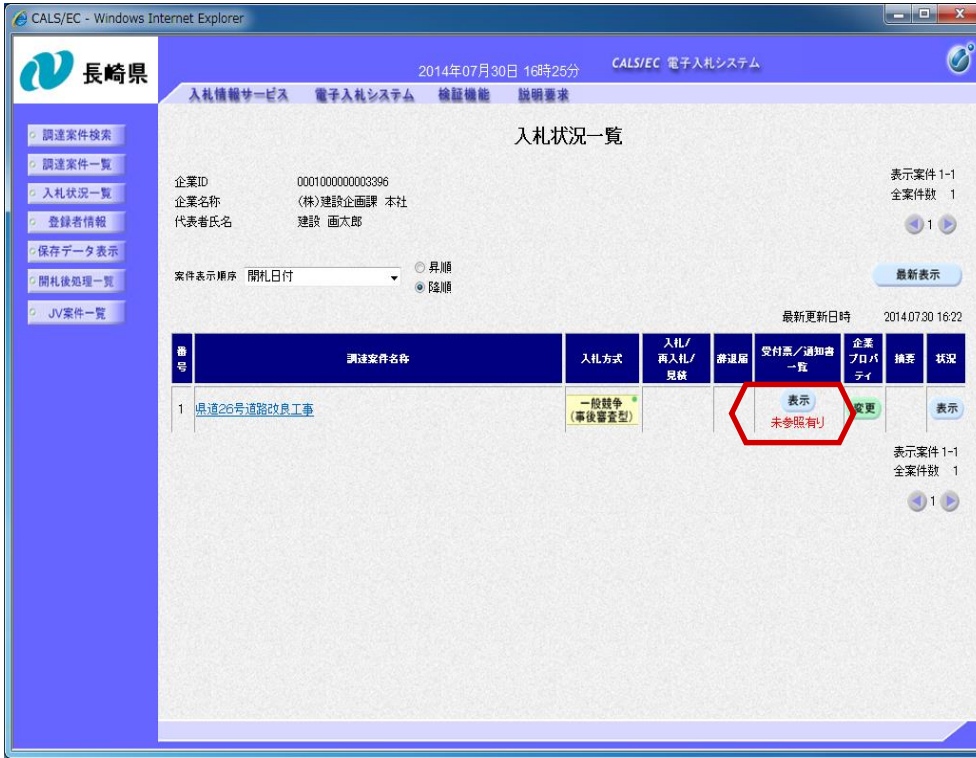 CALS/EC - Windows Internet Explorer
長崎県
2014年07月30日 16時25分
CALS/EC 電子入札システム
入札情報サービス 電子入札システム 検証機能 説明要求
調達案件検索
調達案件一覧
入札状況一覧
登録者情報
保存データ表示
開札後処理一覧
JV案件一覧
入札状況一覧
企業ID 0001000000003396
企業名称 (株)建設企画課 本社
代表者氏名 建設 画太郎
表示案件 1-1
全案件数 1
1
案件表示順序 開札日付
昇順
降順
最新表示
最新更新日時 2014.07.30 16:22
番号 調達案件名称 入札方式 入札/再入札/見積 辞退届 受付票/通知書一覧 企業プロパティ 摘要 状況
1 県道26号道路改良工事 一般競争(事後審査型) 表示 未参照有り 変更 表示
表示案件 1-1
全案件数 1
1